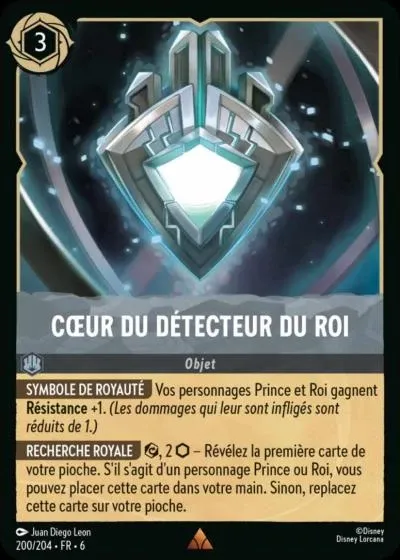 3
CŒUR DU DÉTECTEUR DU ROI
Objet
SYMBOLE DE ROYAUTÉ Vos personnages Prince et Roi gagnent
Résistance +1. (Les dommages qui leur sont infligés sont
réduits de 1.)
RECHERCHE ROYALE , 2 – Révélez la première carte de
votre pioche. S'il s'agit d'un personnage Prince ou Roi, vous
pouvez placer cette carte dans votre main. Sinon, replacez
cette carte sur votre pioche.
Juan Diego Leon
©Disney
200/204 • FR • 6
Disney Lorcana